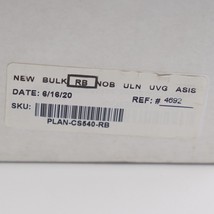 NEW BULK RB NOB ULN UVG ASIS
DATE: 6/16/20 REF: # 4692
SKU:
PLAN-CS540-RB